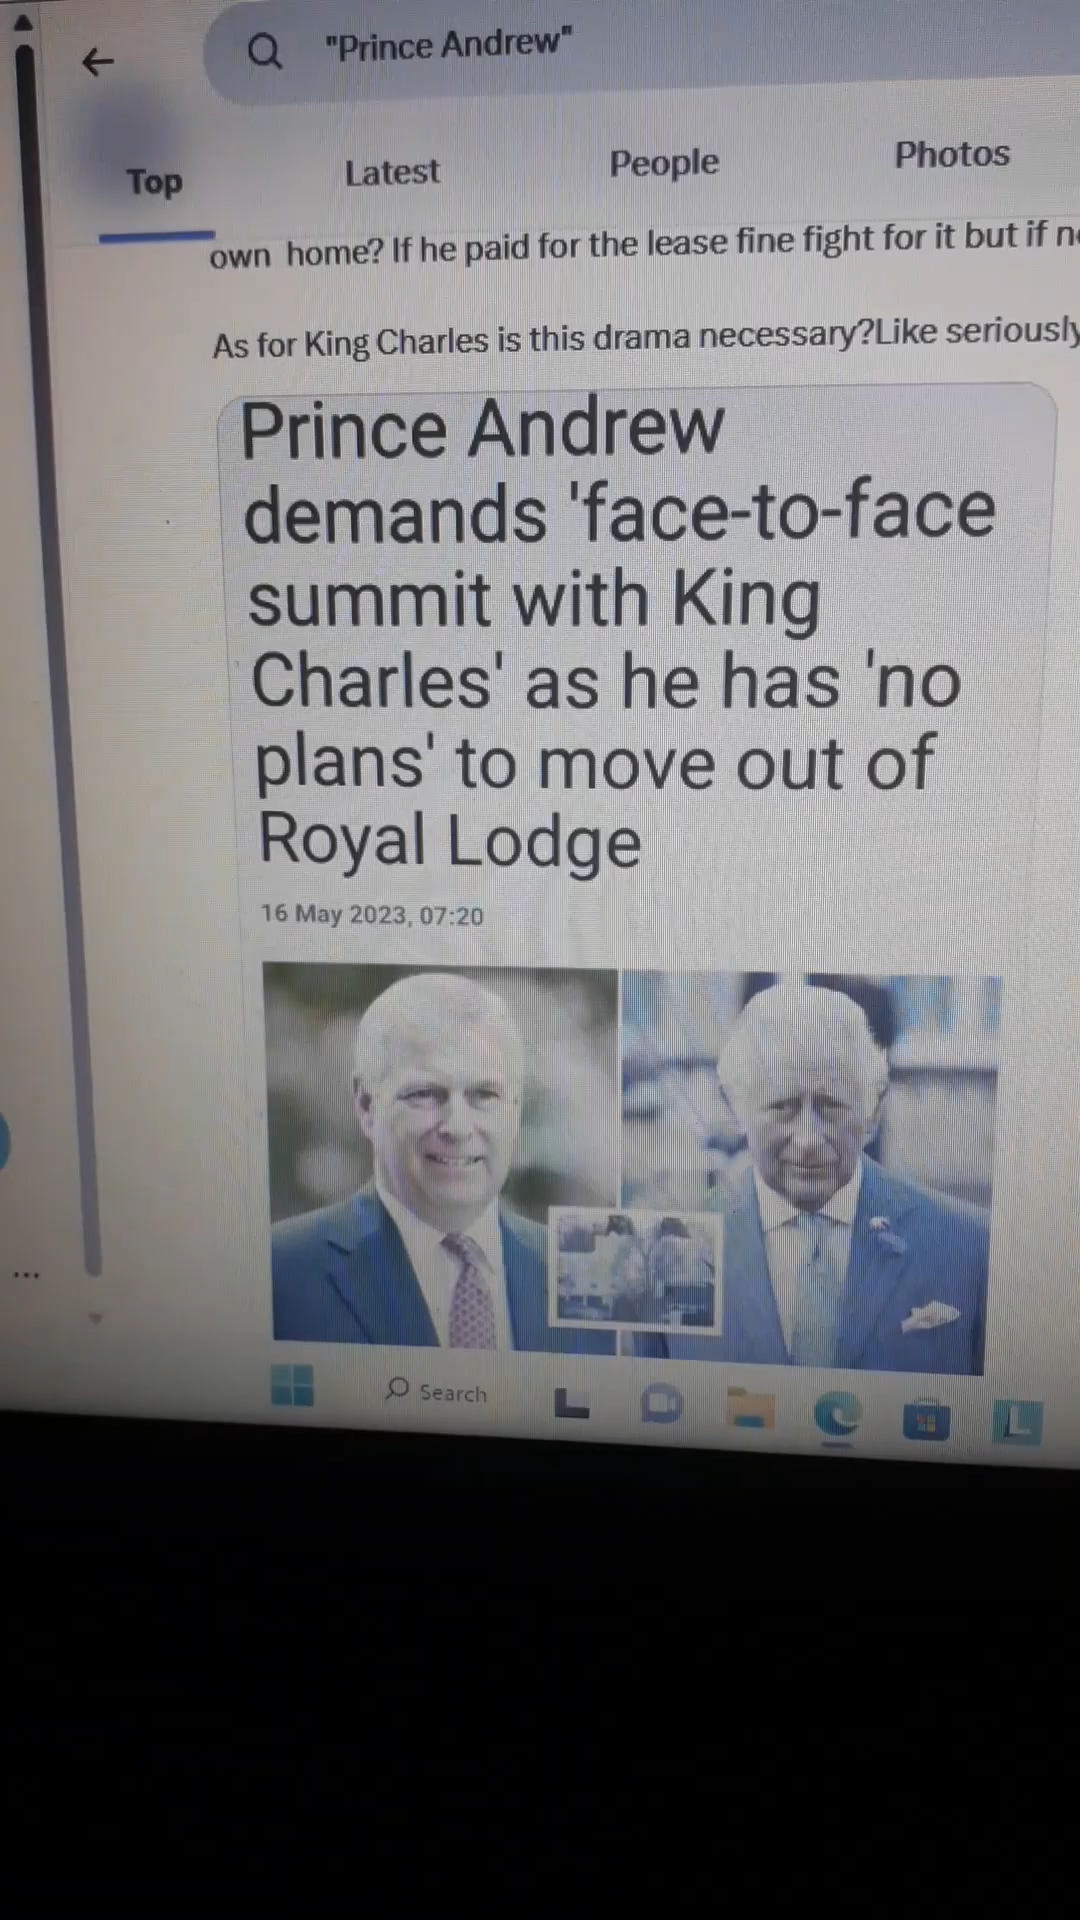 "Prince Andrew"
Top Latest People Photos
own home? If he paid for the lease fine fight for it but if
As for King Charles is this drama necessary?Like seriously
Prince Andrew
demands 'face-to-face
summit with King
Charles' as he has 'no
plans' to move out of
Royal Lodge
16 May 2023, 07:20
Search